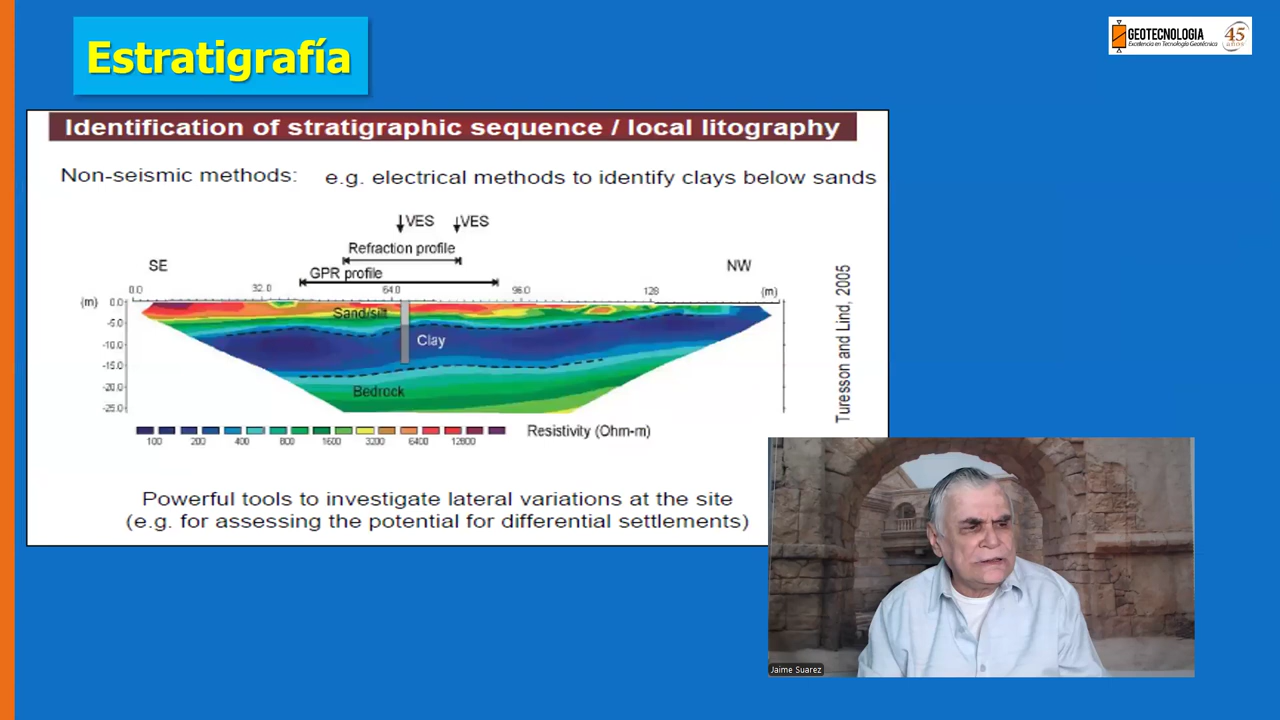 Estratigrafía
GEOTECNOLOGIA
Excelencia en Tecnología Geotécnica
45
años
Identification of stratigraphic sequence / local litography
Non-seismic methods: e.g. electrical methods to identify clays below sands
VES VES
Refraction profile
SE NW
GPR profile
0.0 32.0 64.0 96.0 128 (m)
(m) 0.0
Sand/silt
-5.0
Clay
-10.0
-15.0
-20.0
Bedrock
-25.0
Turesson and Lind, 2005
Resistivity (Ohm-m)
100 200 400 800 1600 3200 6400 12800
Powerful tools to investigate lateral variations at the site
(e.g. for assessing the potential for differential settlements)
Jaime Suarez